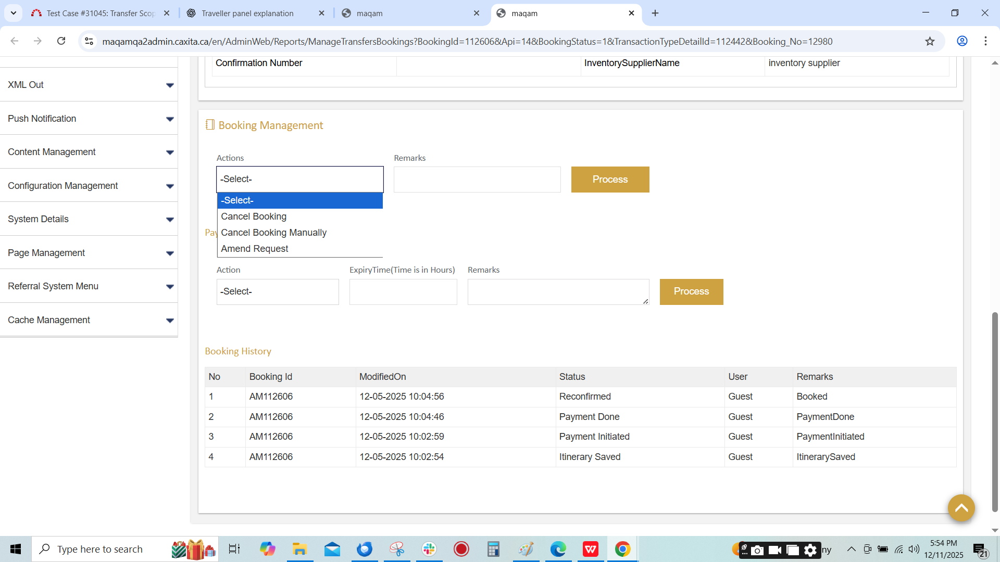 Test Case #31045: Transfer Scop
Traveller panel explanation
maqam
maqam
maqamqa2admin.caxita.ca/en/AdminWeb/Reports/ManageTransfersBookings?BookingId=112606&Api=14&BookingStatus=1&TransactionTypeDetailId=112442&Booking_No=12980
Confirmation Number
InventorySupplierName
inventory supplier
XML Out
Push Notification
Content Management
Configuration Management
System Details
Page Management
Referral System Menu
Cache Management
Booking Management
Actions
Remarks
-Select-
Process
-Select-
Cancel Booking
Cancel Booking Manually
Amend Request
Pay
Action
ExpiryTime(Time is in Hours)
Remarks
-Select-
Process
Booking History
No Booking Id ModifiedOn Status User Remarks
1 AM112606 12-05-2025 10:04:56 Reconfirmed Guest Booked
2 AM112606 12-05-2025 10:04:46 Payment Done Guest PaymentDone
3 AM112606 12-05-2025 10:02:59 Payment Initiated Guest PaymentInitiated
4 AM112606 12-05-2025 10:02:54 Itinerary Saved Guest ItinerarySaved
Type here to search
ny
5:54 PM
12/11/2025
21